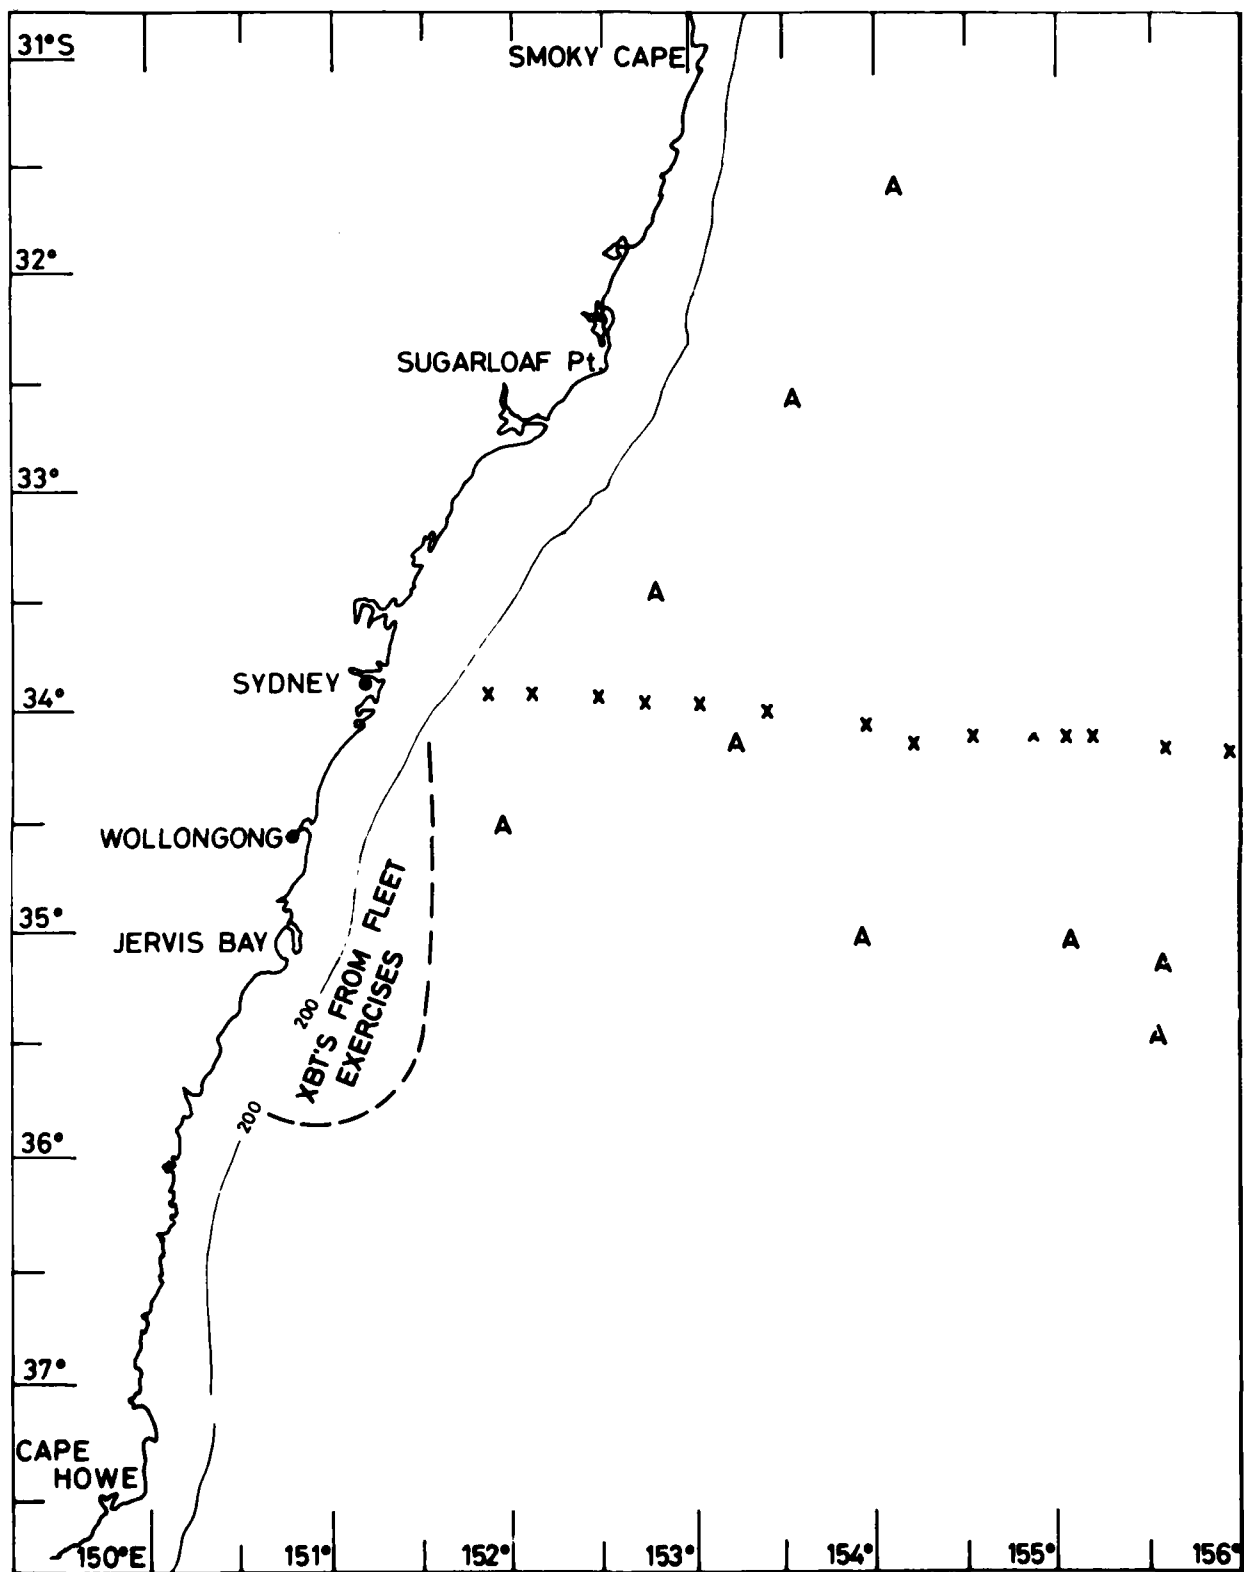 31°S
SMOKY CAPE
A
32°
SUGARLOAF Pt.
A
33°
A
SYDNEY
34°
x x x x x x x x x x x x x
A
A
WOLLONGONG
35°
JERVIS BAY
A A A
A
XBT'S FROM FLEET
EXERCISES
200
200
36°
37°
CAPE
HOWE
150°E 151° 152° 153° 154° 155° 156°